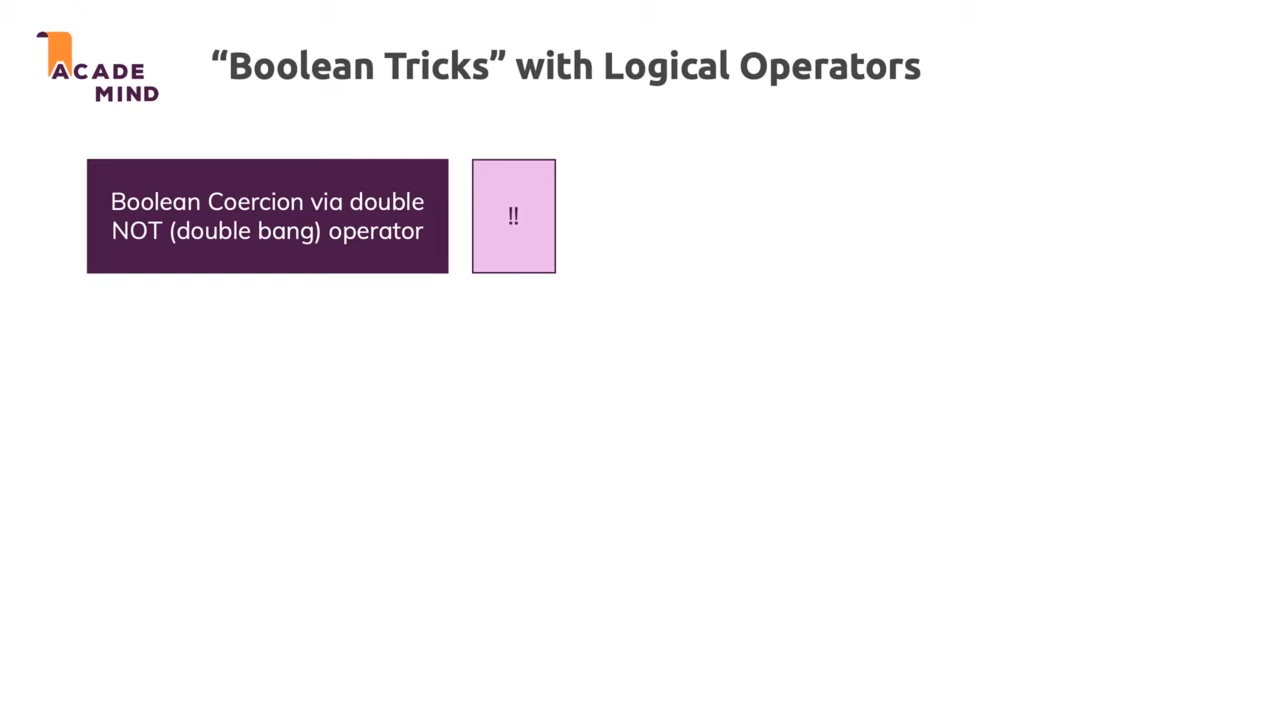 ACADE
MIND
“Boolean Tricks” with Logical Operators
Boolean Coercion via double
NOT (double bang) operator
!!